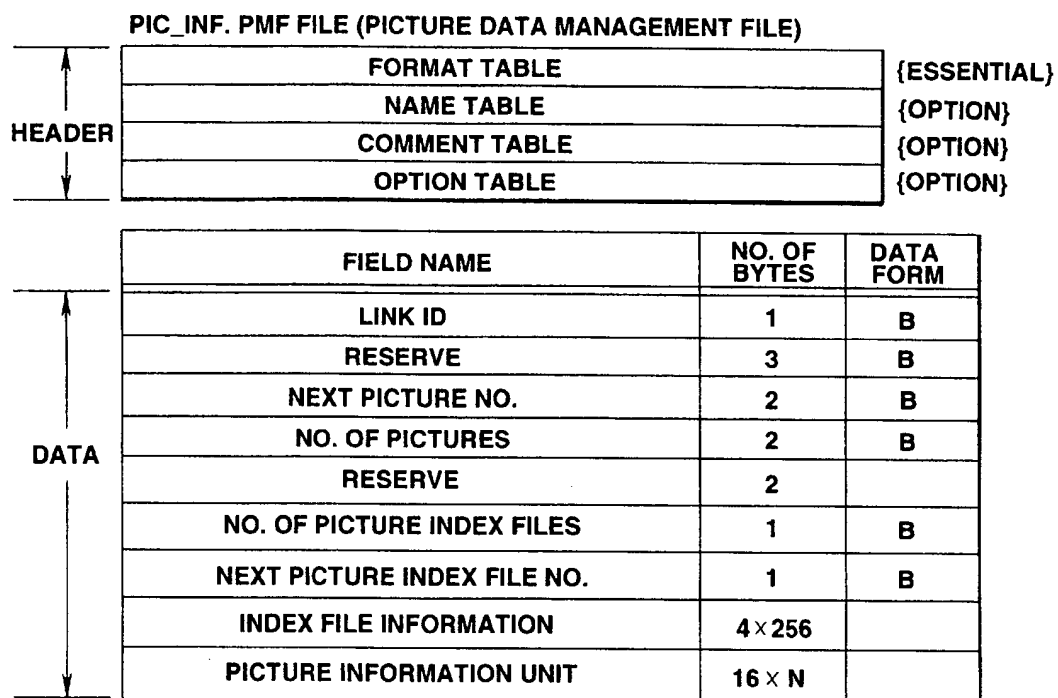 PIC_INF. PMF FILE (PICTURE DATA MANAGEMENT FILE)
FORMAT TABLE {ESSENTIAL}
NAME TABLE {OPTION}
HEADER
COMMENT TABLE {OPTION}
OPTION TABLE {OPTION}
FIELD NAME NO. OF BYTES DATA FORM
LINK ID 1 B
RESERVE 3 B
NEXT PICTURE NO. 2 B
NO. OF PICTURES 2 B
DATA
RESERVE 2
NO. OF PICTURE INDEX FILES 1 B
NEXT PICTURE INDEX FILE NO. 1 B
INDEX FILE INFORMATION 4×256
PICTURE INFORMATION UNIT 16 × N